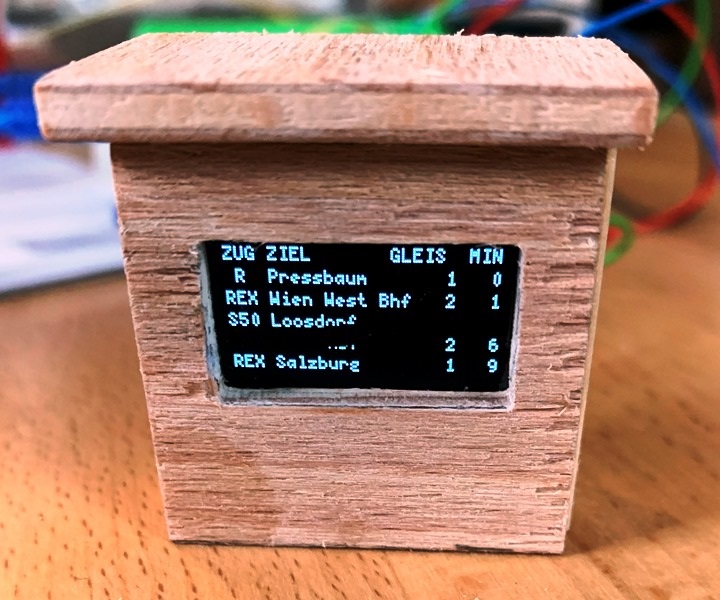 ZUG ZIEL GLEIS MIN
R Pressbaum 1 0
REX Wien West Bhf 2 1
S50 Loosdorf
2 6
REX Salzburg 1 9